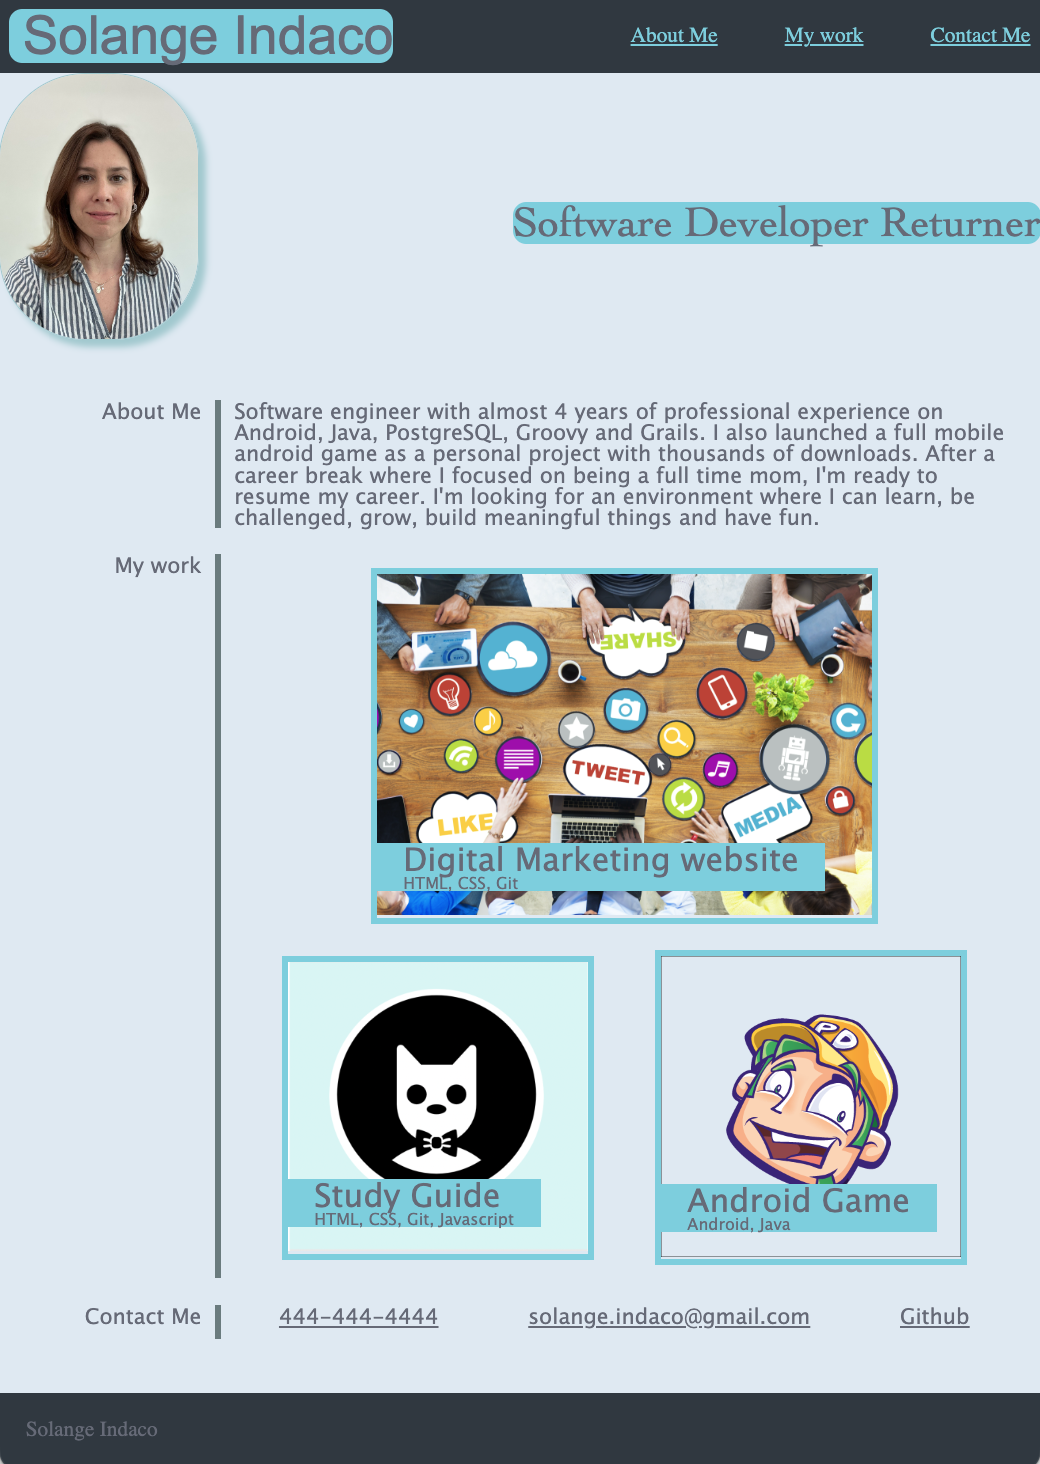 Solange Indaco
About Me
My work
Contact Me
Software Developer Returner
About Me
Software engineer with almost 4 years of professional experience on
Android, Java, PostgreSQL, Groovy and Grails. I also launched a full mobile
android game as a personal project with thousands of downloads. After a
career break where I focused on being a full time mom, I'm ready to
resume my career. I'm looking for an environment where I can learn, be
challenged, grow, build meaningful things and have fun.
My work
SHARE
TWEET
LIKE
MEDIA
Digital Marketing website
HTML, CSS, Git
Study Guide
HTML, CSS, Git, Javascript
PD
Android Game
Android, Java
Contact Me
444-444-4444
solange.indaco@gmail.com
Github
Solange Indaco